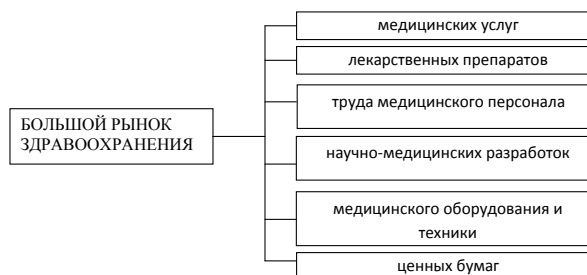 медицинских услуг
лекарственных препаратов
труда медицинского персонала
БОЛЬШОЙ РЫНОК
ЗДРАВООХРАНЕНИЯ
научно-медицинских разработок
медицинского оборудования и
техники
ценных бумаг